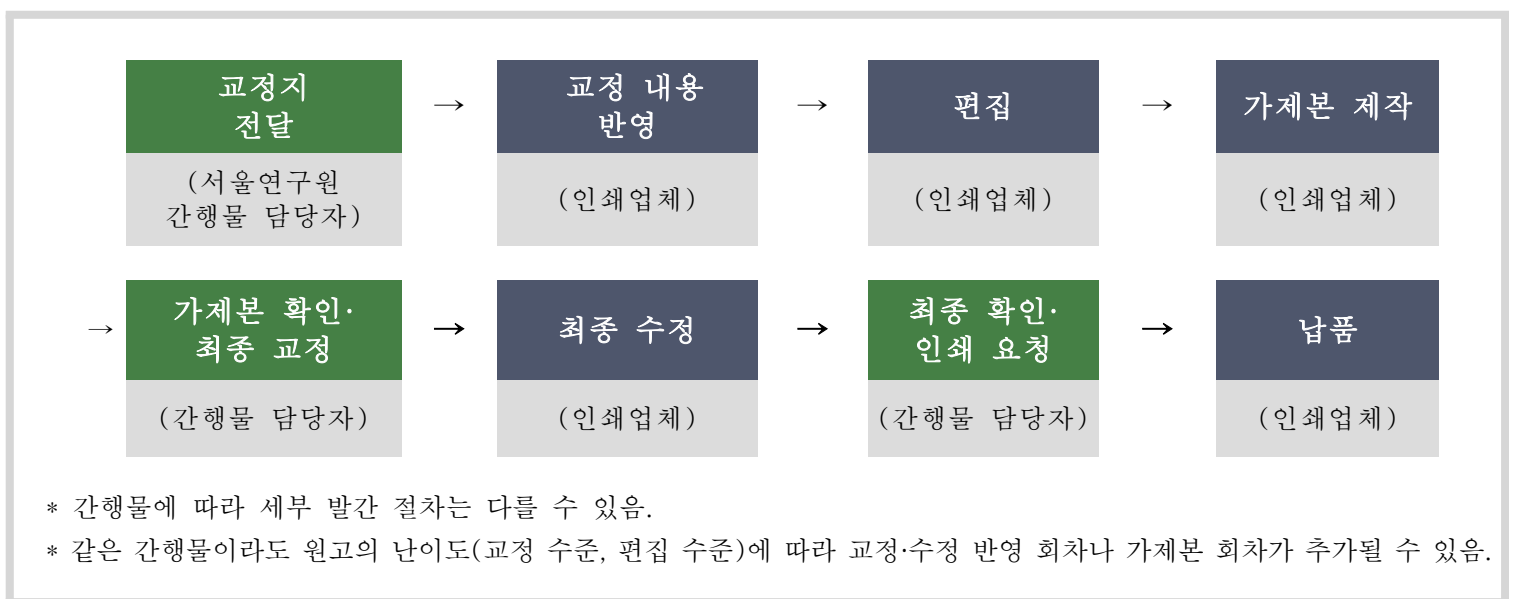 교정지
전달
→
교정 내용
반영
→
편집
→
가제본 제작
(서울연구원
간행물 담당자)
(인쇄업체)
(인쇄업체)
(인쇄업체)
→
가제본 확인·
최종 교정
→
최종 수정
→
최종 확인·
인쇄 요청
→
납품
(간행물 담당자)
(인쇄업체)
(간행물 담당자)
(인쇄업체)
* 간행물에 따라 세부 발간 절차는 다를 수 있음.
* 같은 간행물이라도 원고의 난이도(교정 수준, 편집 수준)에 따라 교정·수정 반영 회차나 가제본 회차가 추가될 수 있음.